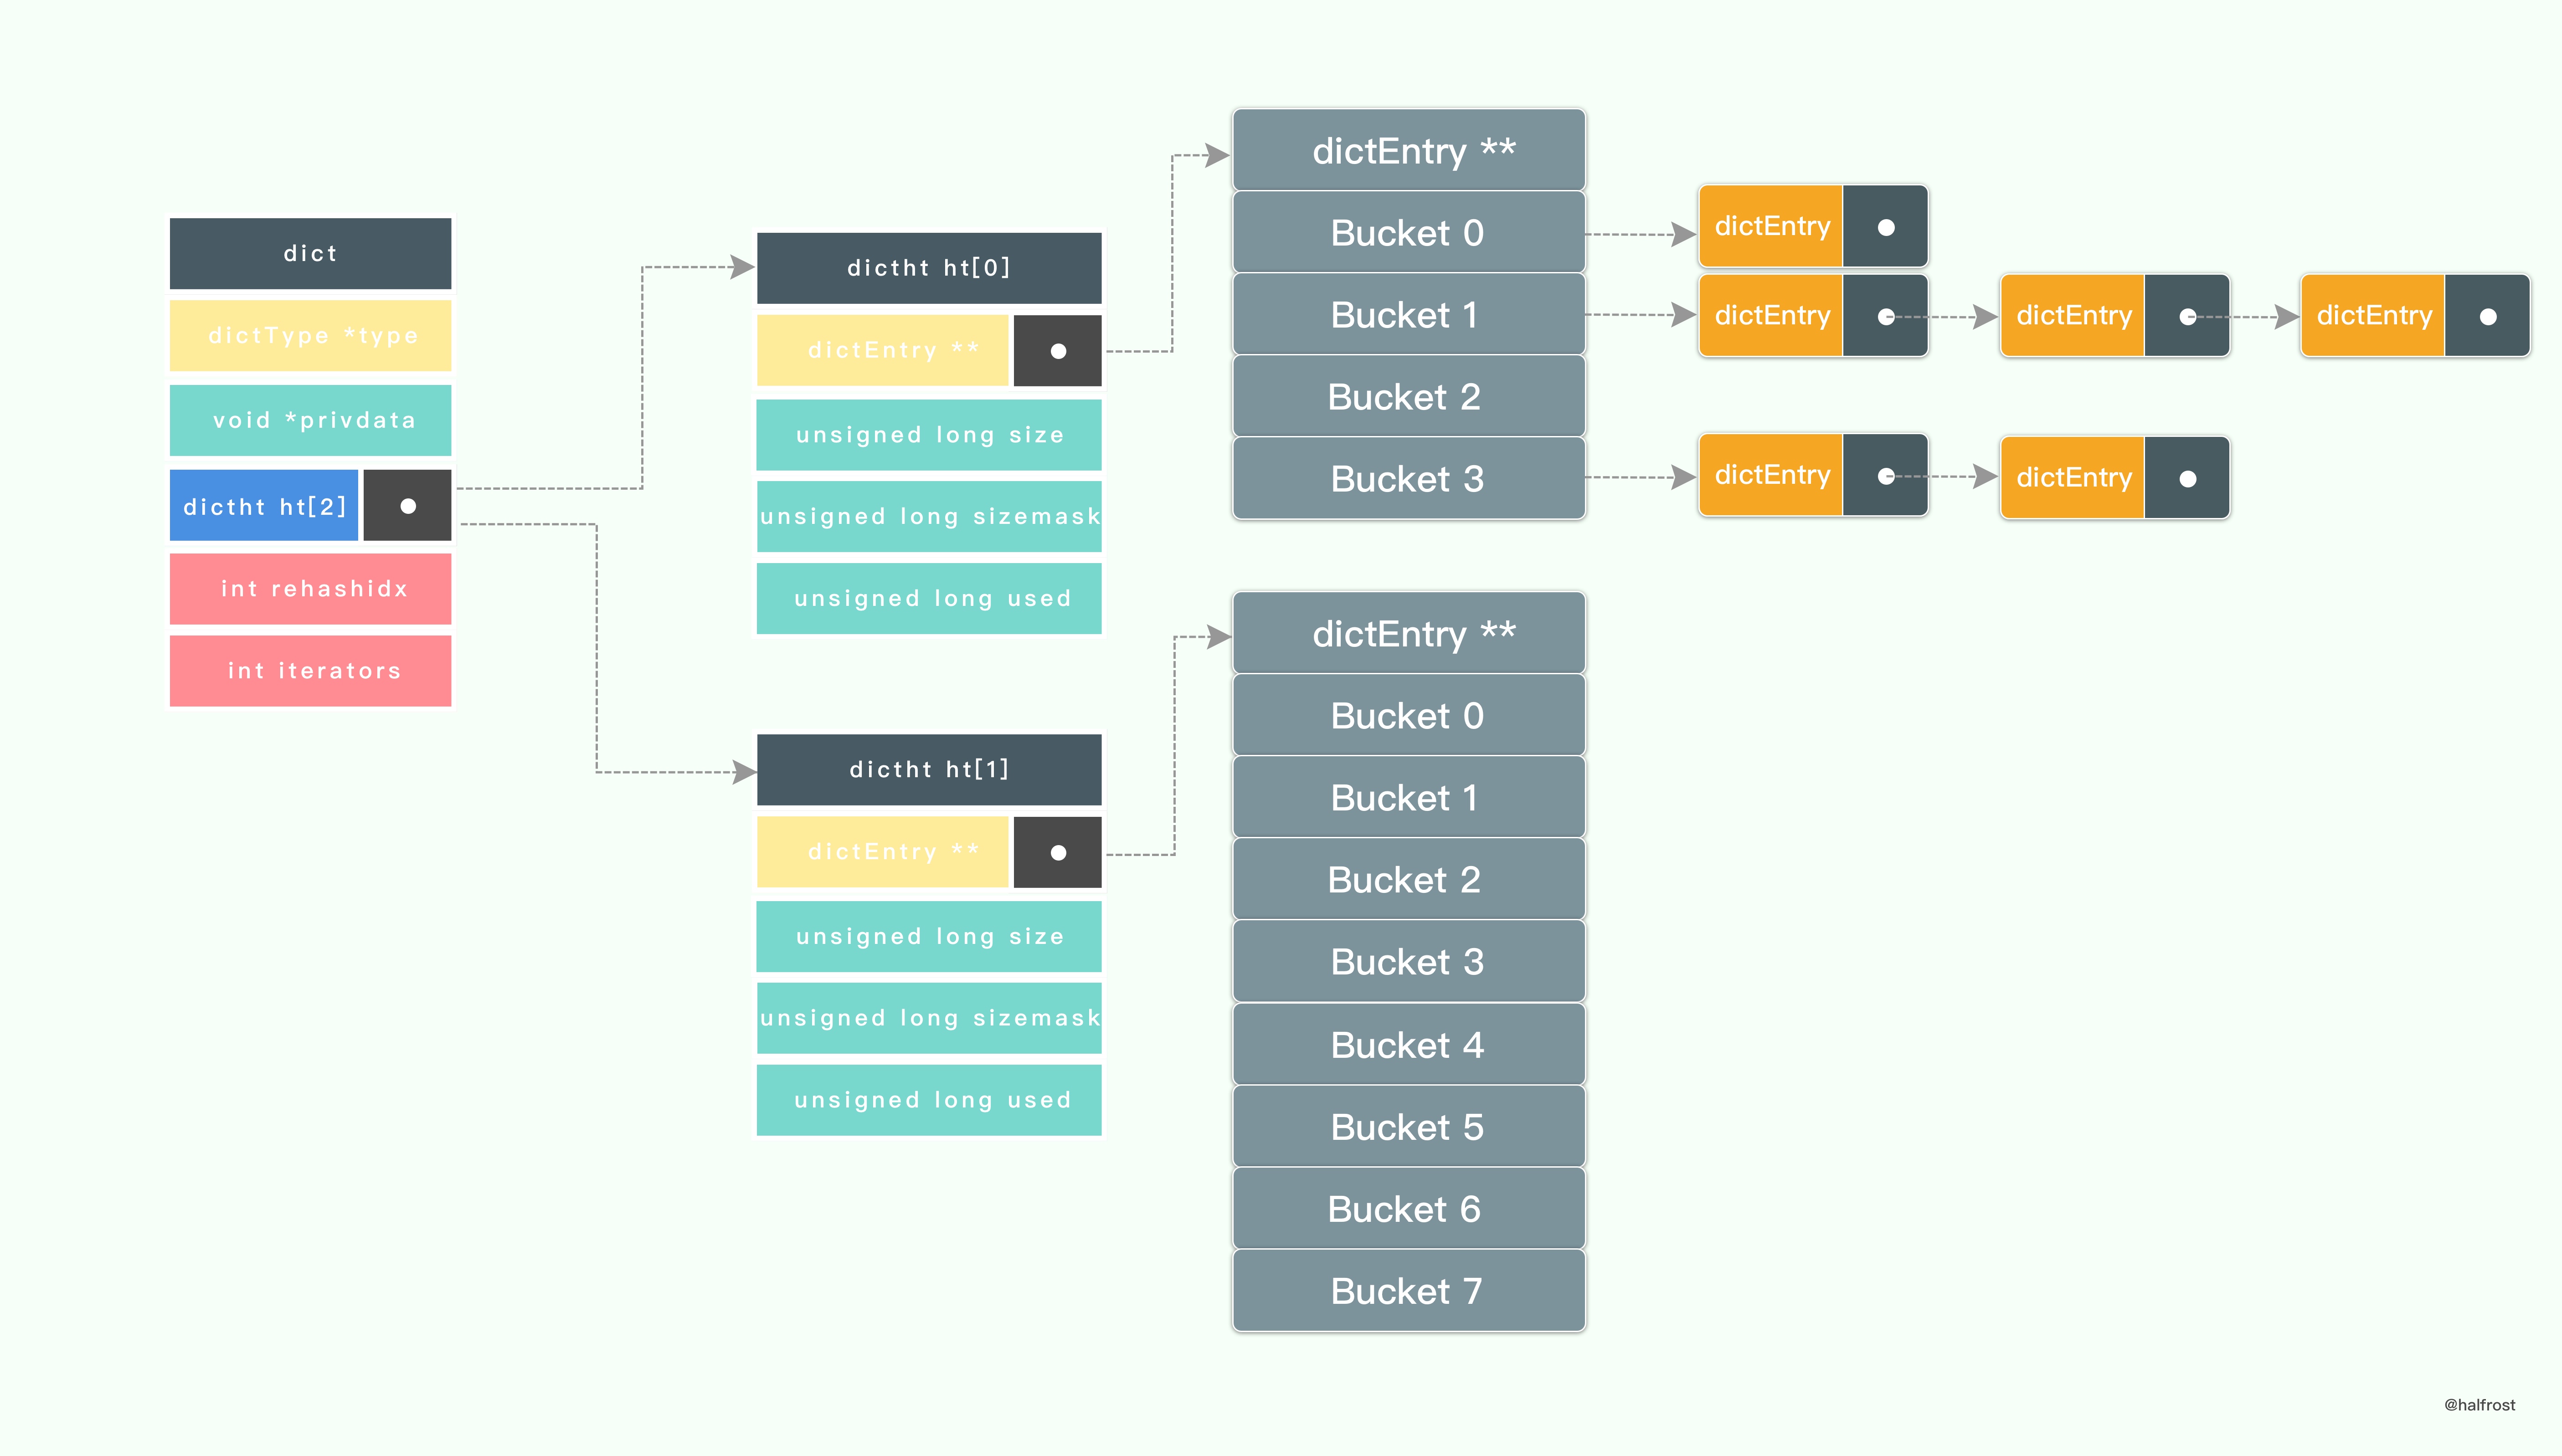 dict
dictType *type
void *privdata
dictht ht[2]
int rehashidx
int iterators
dictht ht[0]
dictEntry **
unsigned long size
unsigned long sizemask
unsigned long used
dictht ht[1]
dictEntry **
unsigned long size
unsigned long sizemask
unsigned long used
dictEntry **
Bucket 0
Bucket 1
Bucket 2
Bucket 3
dictEntry
dictEntry
dictEntry
dictEntry
dictEntry
dictEntry
dictEntry **
Bucket 0
Bucket 1
Bucket 2
Bucket 3
Bucket 4
Bucket 5
Bucket 6
Bucket 7
@halfrost